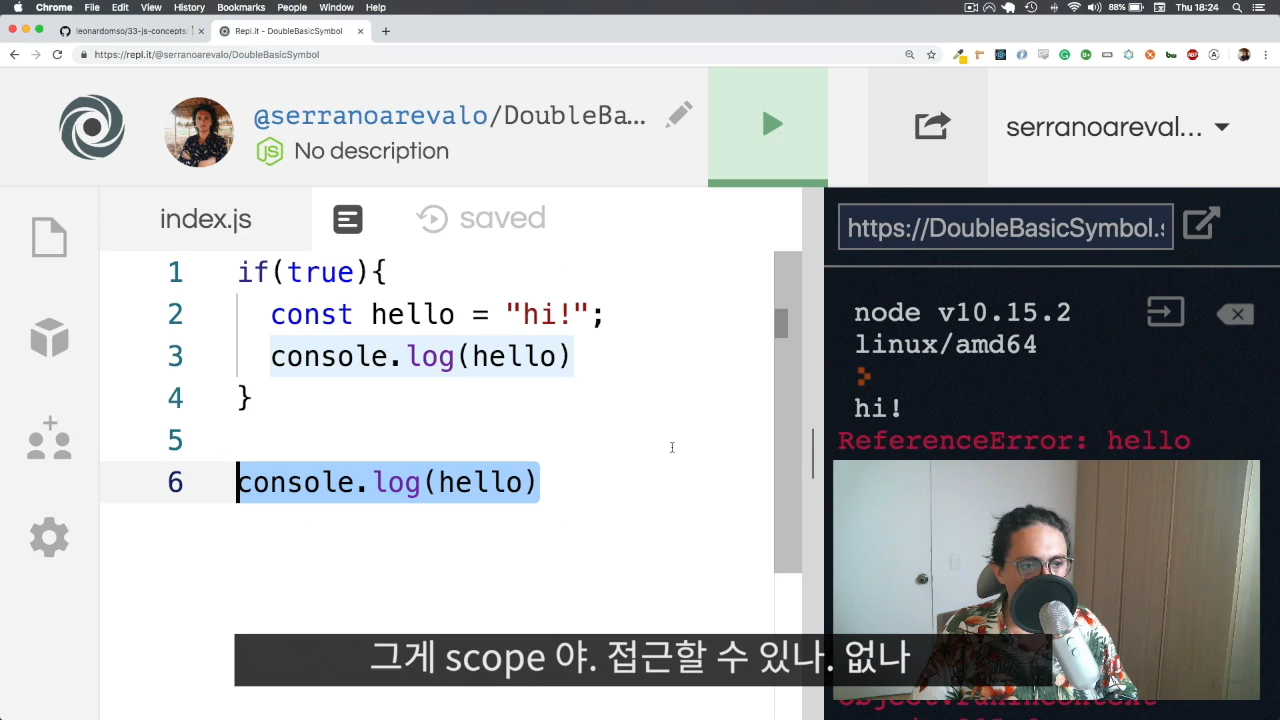 Chrome File Edit View History Bookmarks People Window Help
88% Thu 18:24
leonardomso/33-js-concepts:
Repl.it - DoubleBasicSymbol
https://repl.it/@serranoarevalo/DoubleBasicSymbol
@serranoarevalo/DoubleBa...
No description
serranoareval...
index.js
saved
https://DoubleBasicSymbol.
1 if(true){
2 const hello = "hi!";
3 console.log(hello)
4 }
5
6 console.log(hello)
node v10.15.2
linux/amd64
hi!
ReferenceError: hello
그게 scope 야. 접근할 수 있나. 없나